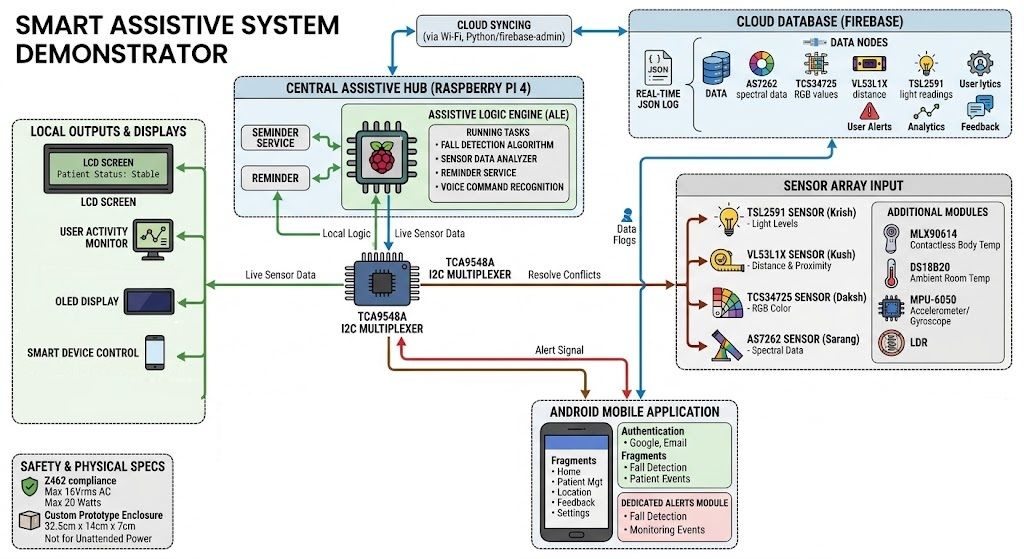 SMART ASSISTIVE SYSTEM
DEMONSTRATOR
CLOUD SYNCING
(via Wi-Fi, Python/firebase-admin)
CLOUD DATABASE (FIREBASE)
{ }
JSON
REAL-TIME
JSON LOG
DATA NODES
DATA
AS7262
spectral data
TCS34725
RGB values
VL53L1X
distance
TSL2591
light readings
User lytics
User Alerts
Analytics
Feedback
CENTRAL ASSISTIVE HUB (RASPBERRY PI 4)
SEMINDER
SERVICE
REMINDER
ASSISTIVE LOGIC ENGINE (ALE)
RUNNING TASKS
• FALL DETECTION ALGORITHM
• SENSOR DATA ANALYZER
• REMINDER SERVICE
• VOICE COMMAND RECOGNITION
Local Logic
Live Sensor Data
LOCAL OUTPUTS & DISPLAYS
LCD SCREEN
Patient Status: Stable
LCD SCREEN
USER ACTIVITY
MONITOR
OLED DISPLAY
SMART DEVICE CONTROL
Live Sensor Data
TCA9548A
I2C MULTIPLEXER
TCA9548A
I2C MULTIPLEXER
Resolve Conflicts
Data
Flogs
Alert Signal
SENSOR ARRAY INPUT
TSL2591 SENSOR (Krish)
- Light Levels
VL53L1X SENSOR (Kush)
- Distance & Proximity
TCS34725 SENSOR (Daksh)
- RGB Color
AS7262 SENSOR (Sarang)
- Spectral Data
ADDITIONAL MODULES
MLX90614
Contactless Body Temp
DS18B20
Ambient Room Temp
MPU-6050
Accelerometer/
Gyroscope
LDR
ANDROID MOBILE APPLICATION
Fragments
• Home
• Patient Mgt
• Location
• Feedback
• Settings
Authentication
• Google, Email
Fragments
• Fall Detection
• Patient Events
DEDICATED ALERTS MODULE
• Fall Detection
• Monitoring Events
SAFETY & PHYSICAL SPECS
Z462 compliance
Max 16Vrms AC
Max 20 Watts
Custom Prototype Enclosure
32.5cm x 14cm x 7cm
Not for Unattended Power